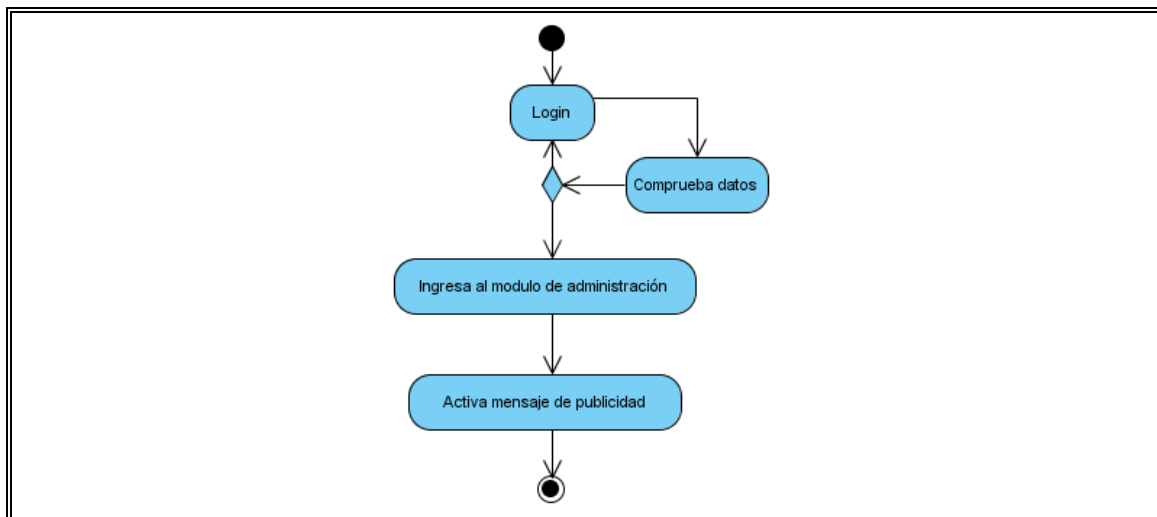 Login
Comprueba datos
Ingresa al modulo de administración
Activa mensaje de publicidad